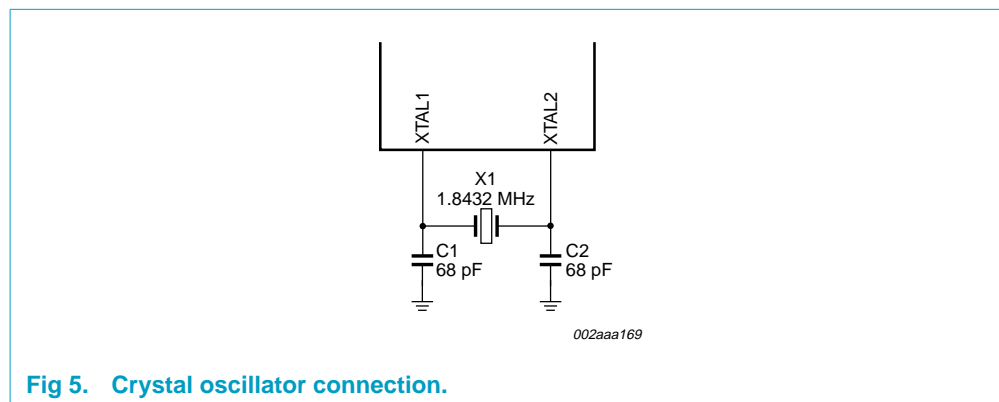 XTAL1
XTAL2
X1
1.8432 MHz
C1
68 pF
C2
68 pF
002aaa169
Fig 5. Crystal oscillator connection.